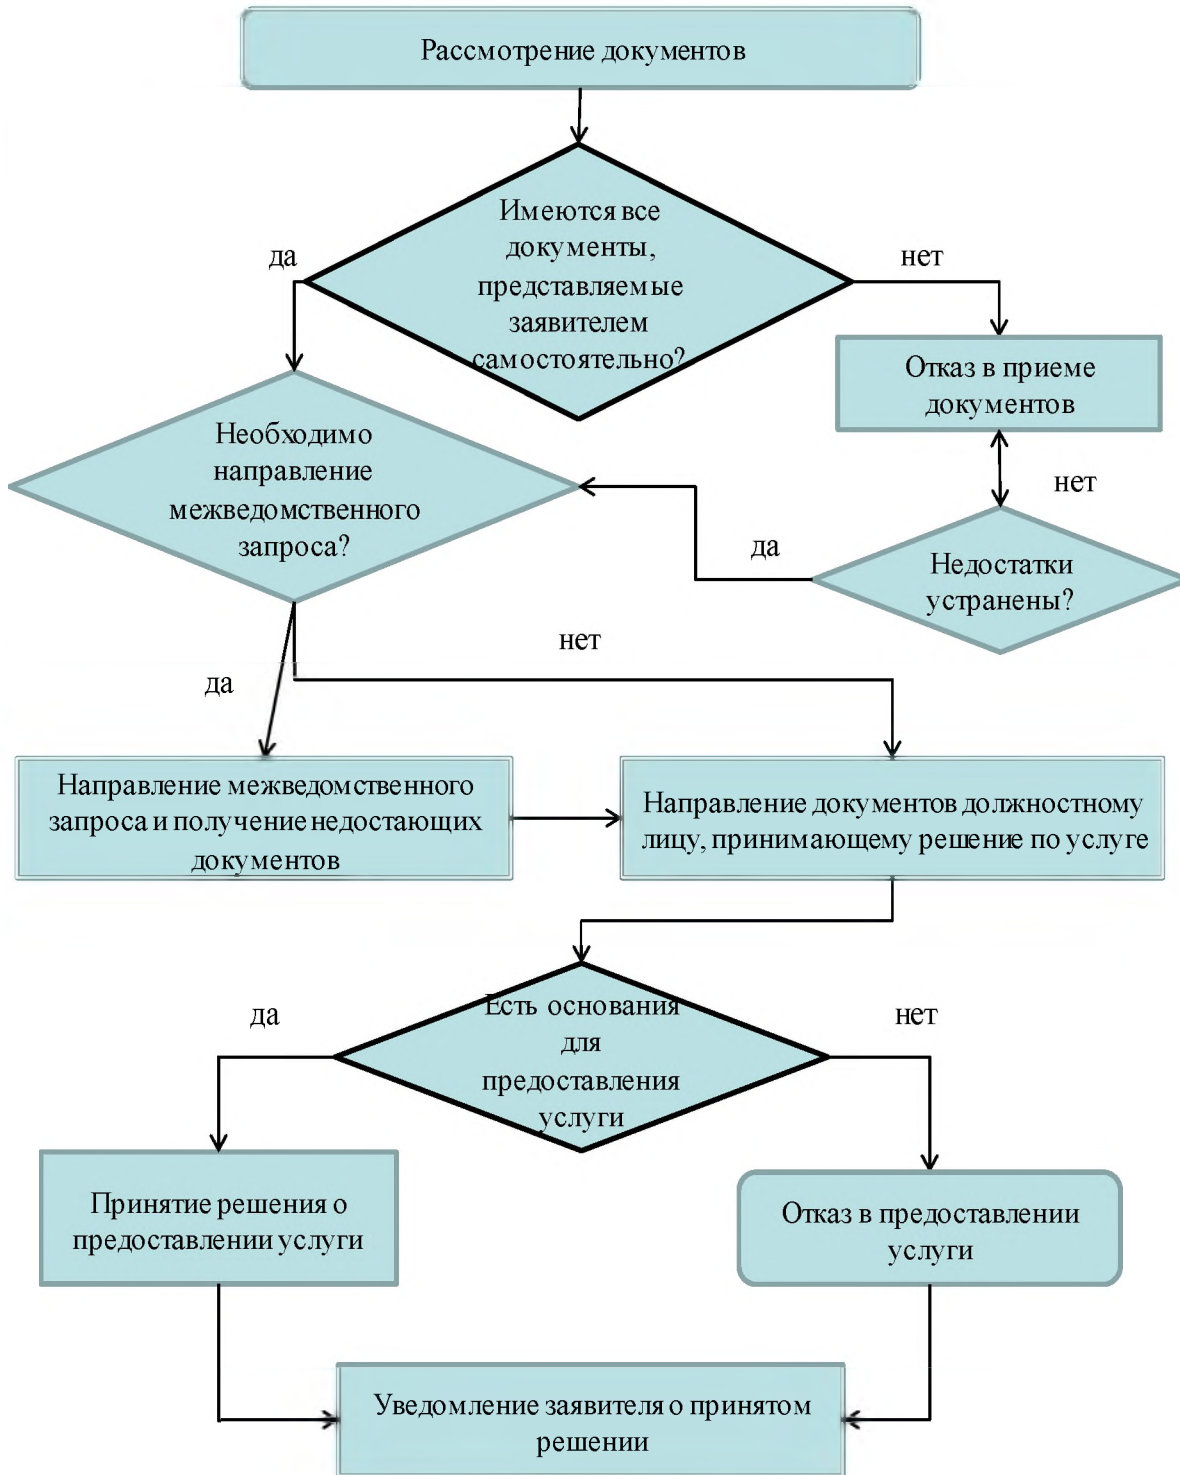 Рассмотрение документов
Имеются все
документы,
представляемые
заявителем
самостоятельно?
да
нет
Отказ в приеме
документов
Необходимо
направление
межведомственного
запроса?
нет
да
Недостатки
устранены?
нет
да
Направление межведомственного
запроса и получение недостающих
документов
Направление документов должностному
лицу, принимающему решение по услуге
Есть основания
для
предоставления
услуги
да
нет
Принятие решения о
предоставлении услуги
Отказ в предоставлении
услуги
Уведомление заявителя о принятом
решении